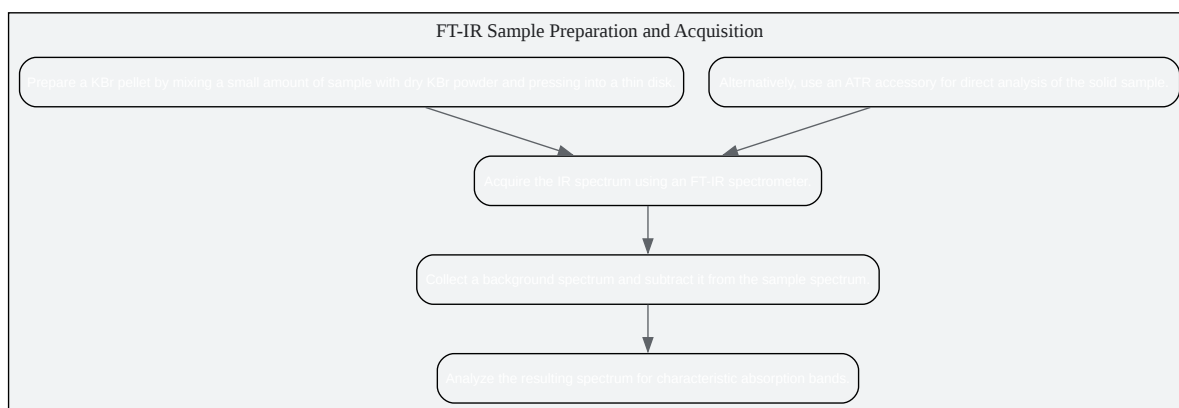 FT-IR Sample Preparation and Acquisition
Prepare a KBr pellet by mixing a small amount of sample with dry KBr powder and pressing into a thin disk.
Alternatively, use an ATR accessory for direct analysis of the solid sample.
Acquire the IR spectrum using an FT-IR spectrometer.
Collect a background spectrum and subtract it from the sample spectrum.
Analyze the resulting spectrum for characteristic absorption bands.